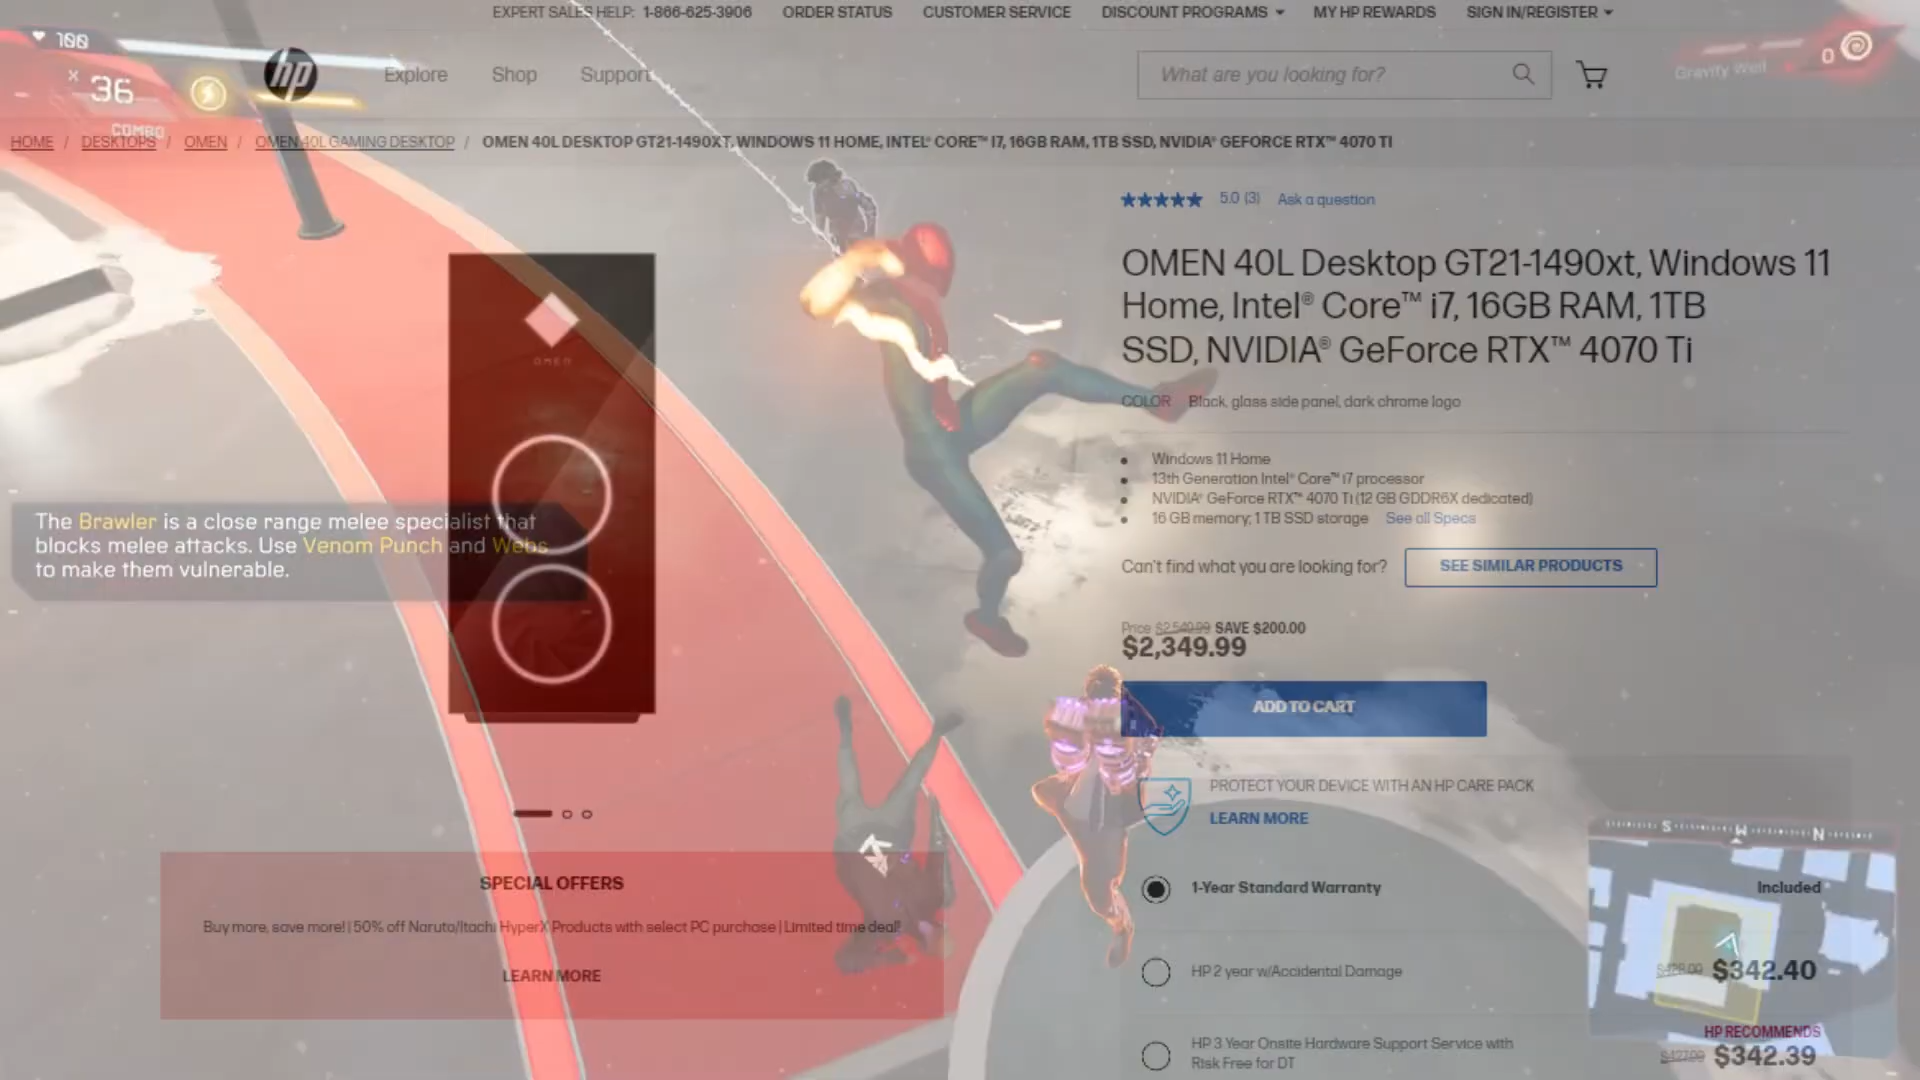 EXPERT SALES HELP: 1-866-625-3906 ORDER STATUS CUSTOMER SERVICE DISCOUNT PROGRAMS MY HP REWARDS SIGN IN/REGISTER
100
hp Explore Shop Support What are you looking for? 0
Gravity Well
x 36
COMBO
HOME / DESKTOPS / OMEN / OMEN 40L GAMING DESKTOP / OMEN 40L DESKTOP GT21-1490XT, WINDOWS 11 HOME, INTEL® CORE™ I7, 16GB RAM, 1TB SSD, NVIDIA® GEFORCE RTX™ 4070 TI
5.0 (3) Ask a question
OMEN 40L Desktop GT21-1490xt, Windows 11
Home, Intel® Core™ i7, 16GB RAM, 1TB
SSD, NVIDIA® GeForce RTX™ 4070 Ti
OMEN
COLOR Black, glass side panel, dark chrome logo
Windows 11 Home
13th Generation Intel® Core™ i7 processor
NVIDIA® GeForce RTX™ 4070 Ti (12 GB GDDR6X dedicated)
16 GB memory; 1 TB SSD storage See all Specs
The Brawler is a close range melee specialist that
blocks melee attacks. Use Venom Punch and Webs
to make them vulnerable.
Can't find what you are looking for? SEE SIMILAR PRODUCTS
Price $2,549.99 SAVE $200.00
$2,349.99
ADD TO CART
PROTECT YOUR DEVICE WITH AN HP CARE PACK
LEARN MORE
S W N
SPECIAL OFFERS
Buy more, save more! | 50% off Naruto/Itachi HyperX Products with select PC purchase | Limited time deal!
LEARN MORE
1-Year Standard Warranty Included
HP 2 year w/Accidental Damage $342.40
HP RECOMMENDS
HP 3 Year Onsite Hardware Support Service with
Risk Free for DT $342.39